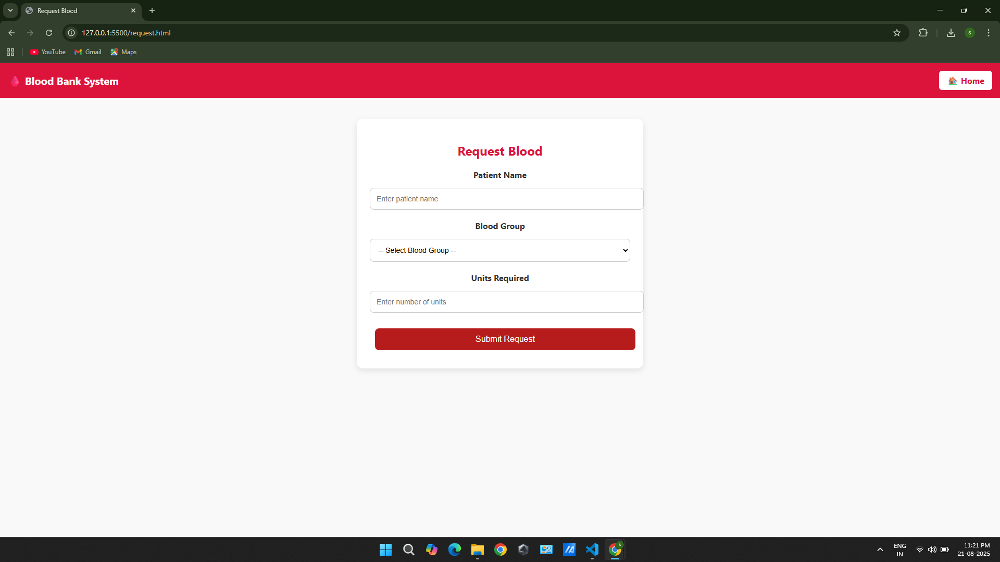 Request Blood
127.0.0.1:5500/request.html
S
YouTube
Gmail
Maps
Blood Bank System
Home
Request Blood
Patient Name
Enter patient name
Blood Group
-- Select Blood Group --
Units Required
Enter number of units
Submit Request
S
ENG
IN
11:21 PM
21-08-2025